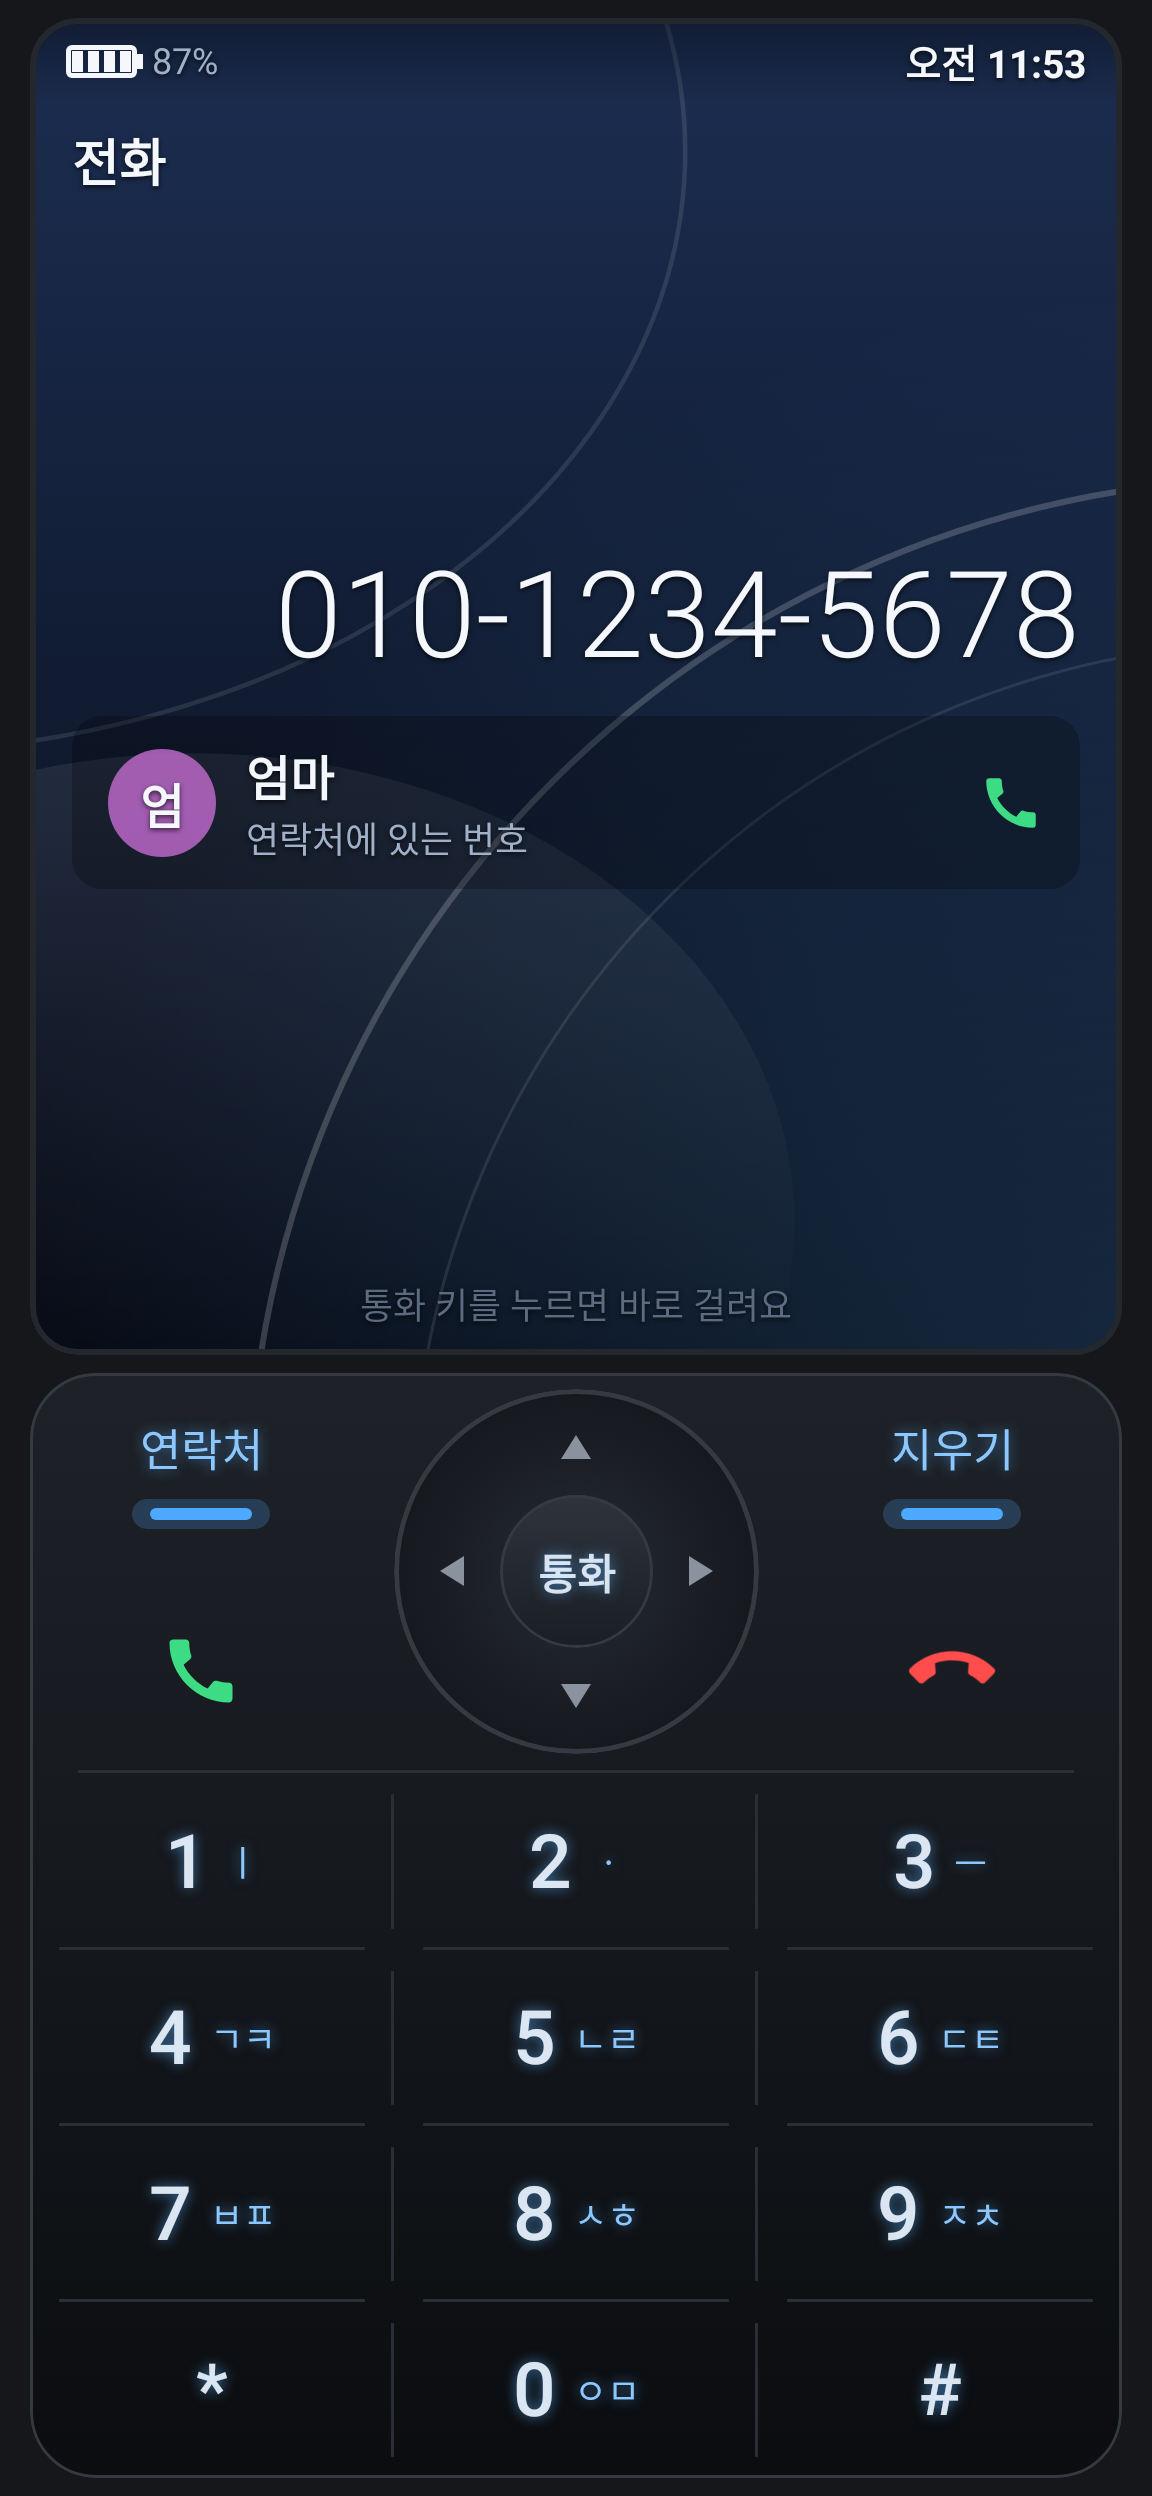 87%
오전 11:53
전화
010-1234-5678
엄
엄마
연락처에 있는 번호
통화 키를 누르면 바로 걸려요
연락처
지우기
통화
1 ㅣ
2 ·
3 ㅡ
4 ㄱㅋ
5 ㄴㄹ
6 ㄷㅌ
7 ㅂㅍ
8 ㅅㅎ
9 ㅈㅊ
*
0 ㅇㅁ
#